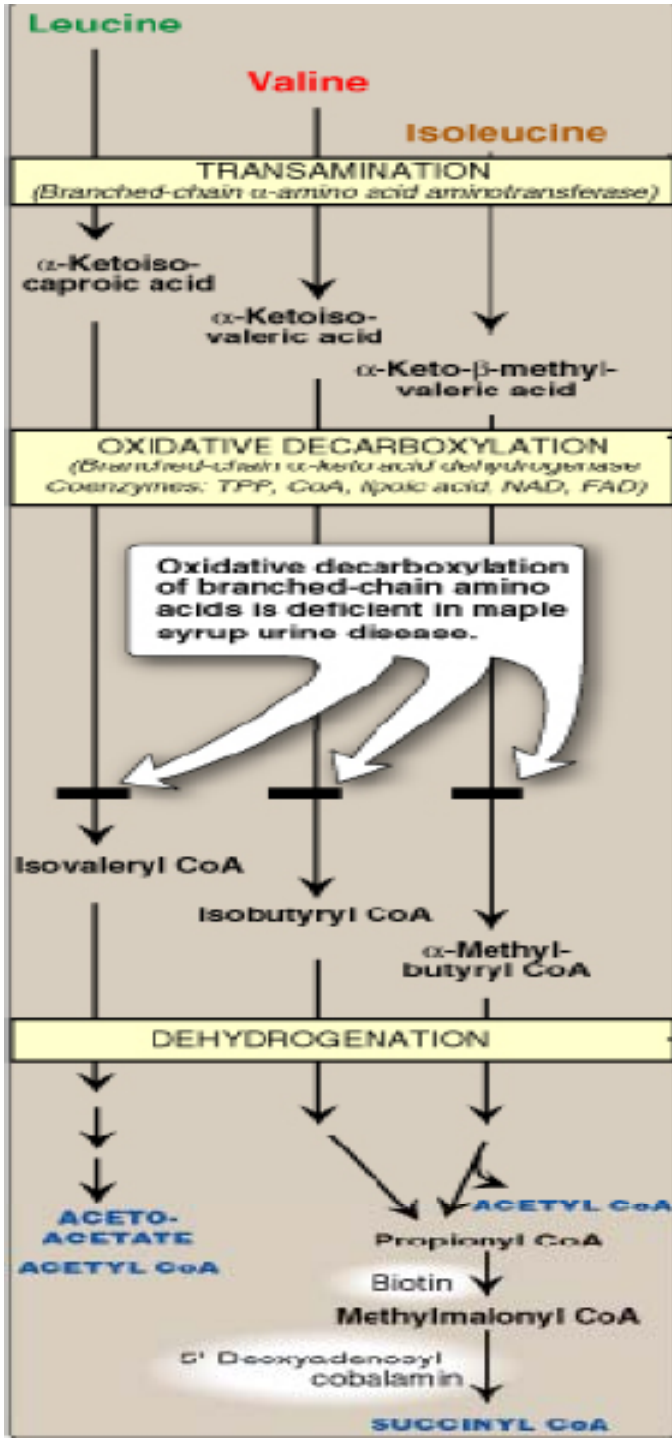 Leucine
Valine
Isoleucine
TRANSAMINATION
(Branched-chain α-amino acid aminotransferase)
α-Ketoiso-
caproic acid
α-Ketoiso-
valeric acid
α-Keto-β-methyl-
valeric acid
OXIDATIVE DECARBOXYLATION
(Branched-chain α-keto acid dehydrogenase
Coenzymes: TPP, CoA, lipoic acid, NAD, FAD)
Oxidative decarboxylation
of branched-chain amino
acids is deficient in maple
syrup urine disease.
Isovaleryl CoA
Isobutyryl CoA
α-Methyl-
butyryl CoA
DEHYDROGENATION
ACETO-
ACETATE
ACETYL CoA
ACETYL CoA
Propionyl CoA
Biotin
Methylmalonyl CoA
5' Deoxyadenosyl
cobalamin
SUCCINYL CoA